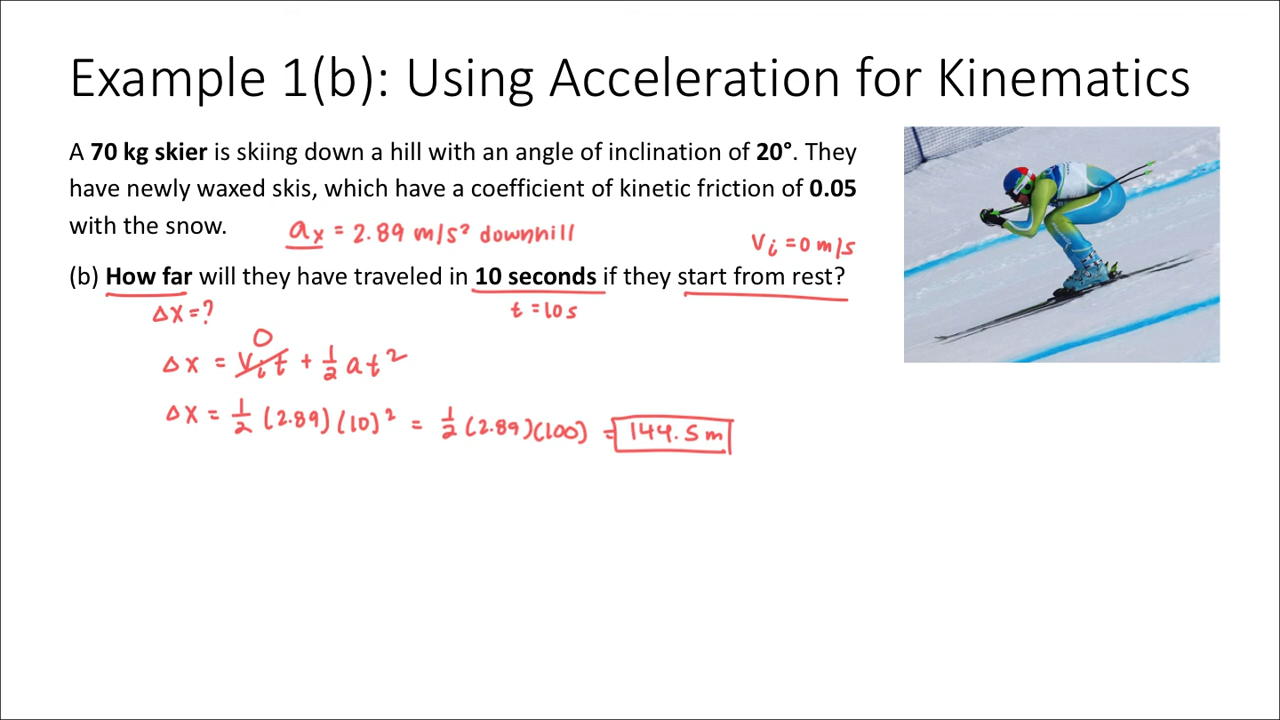 Example 1(b): Using Acceleration for Kinematics
A 70 kg skier is skiing down a hill with an angle of inclination of 20°. They
have newly waxed skis, which have a coefficient of kinetic friction of 0.05
with the snow.
ax = 2.89 m/s² downhill
Vi = 0 m/s
(b) How far will they have traveled in 10 seconds if they start from rest?
Δx = ?
t = 10 s
0
Δx = Vit + 1/2 at²
Δx = 1/2 (2.89)(10)² = 1/2 (2.89)(100) = 144.5 m